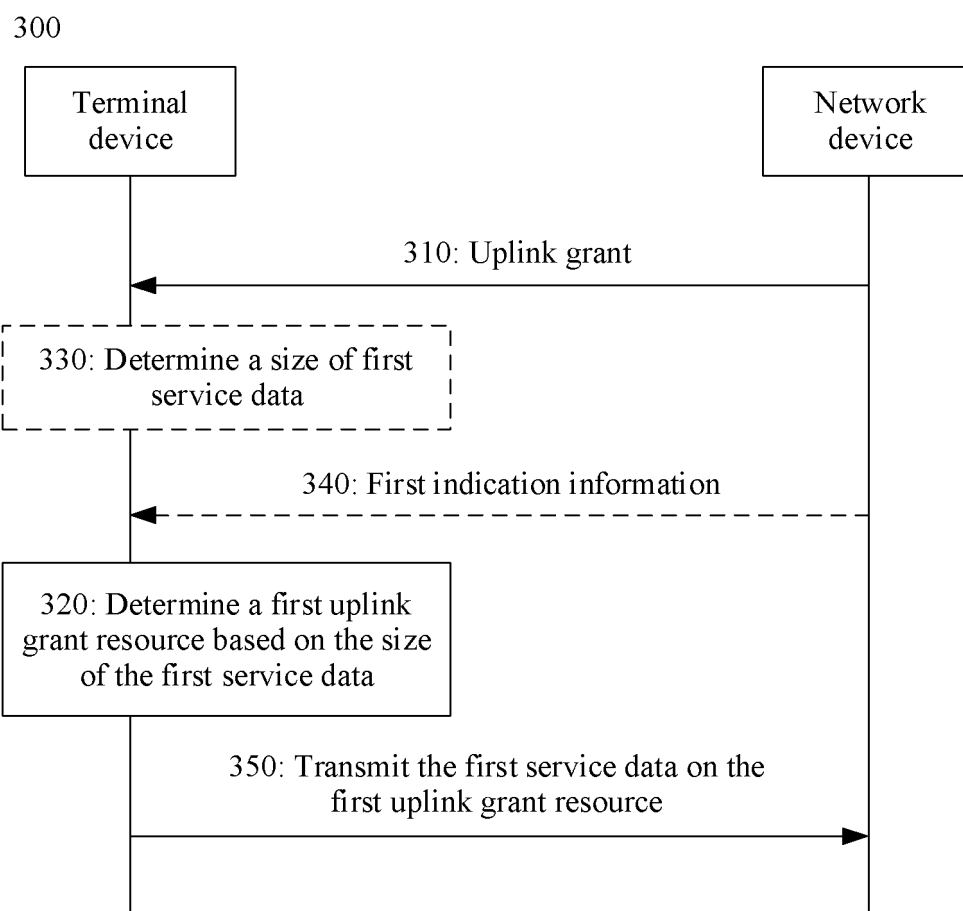 300
Terminal
device
Network
device
310: Uplink grant
330: Determine a size of first
service data
340: First indication information
320: Determine a first uplink
grant resource based on the size
of the first service data
350: Transmit the first service data on the
first uplink grant resource